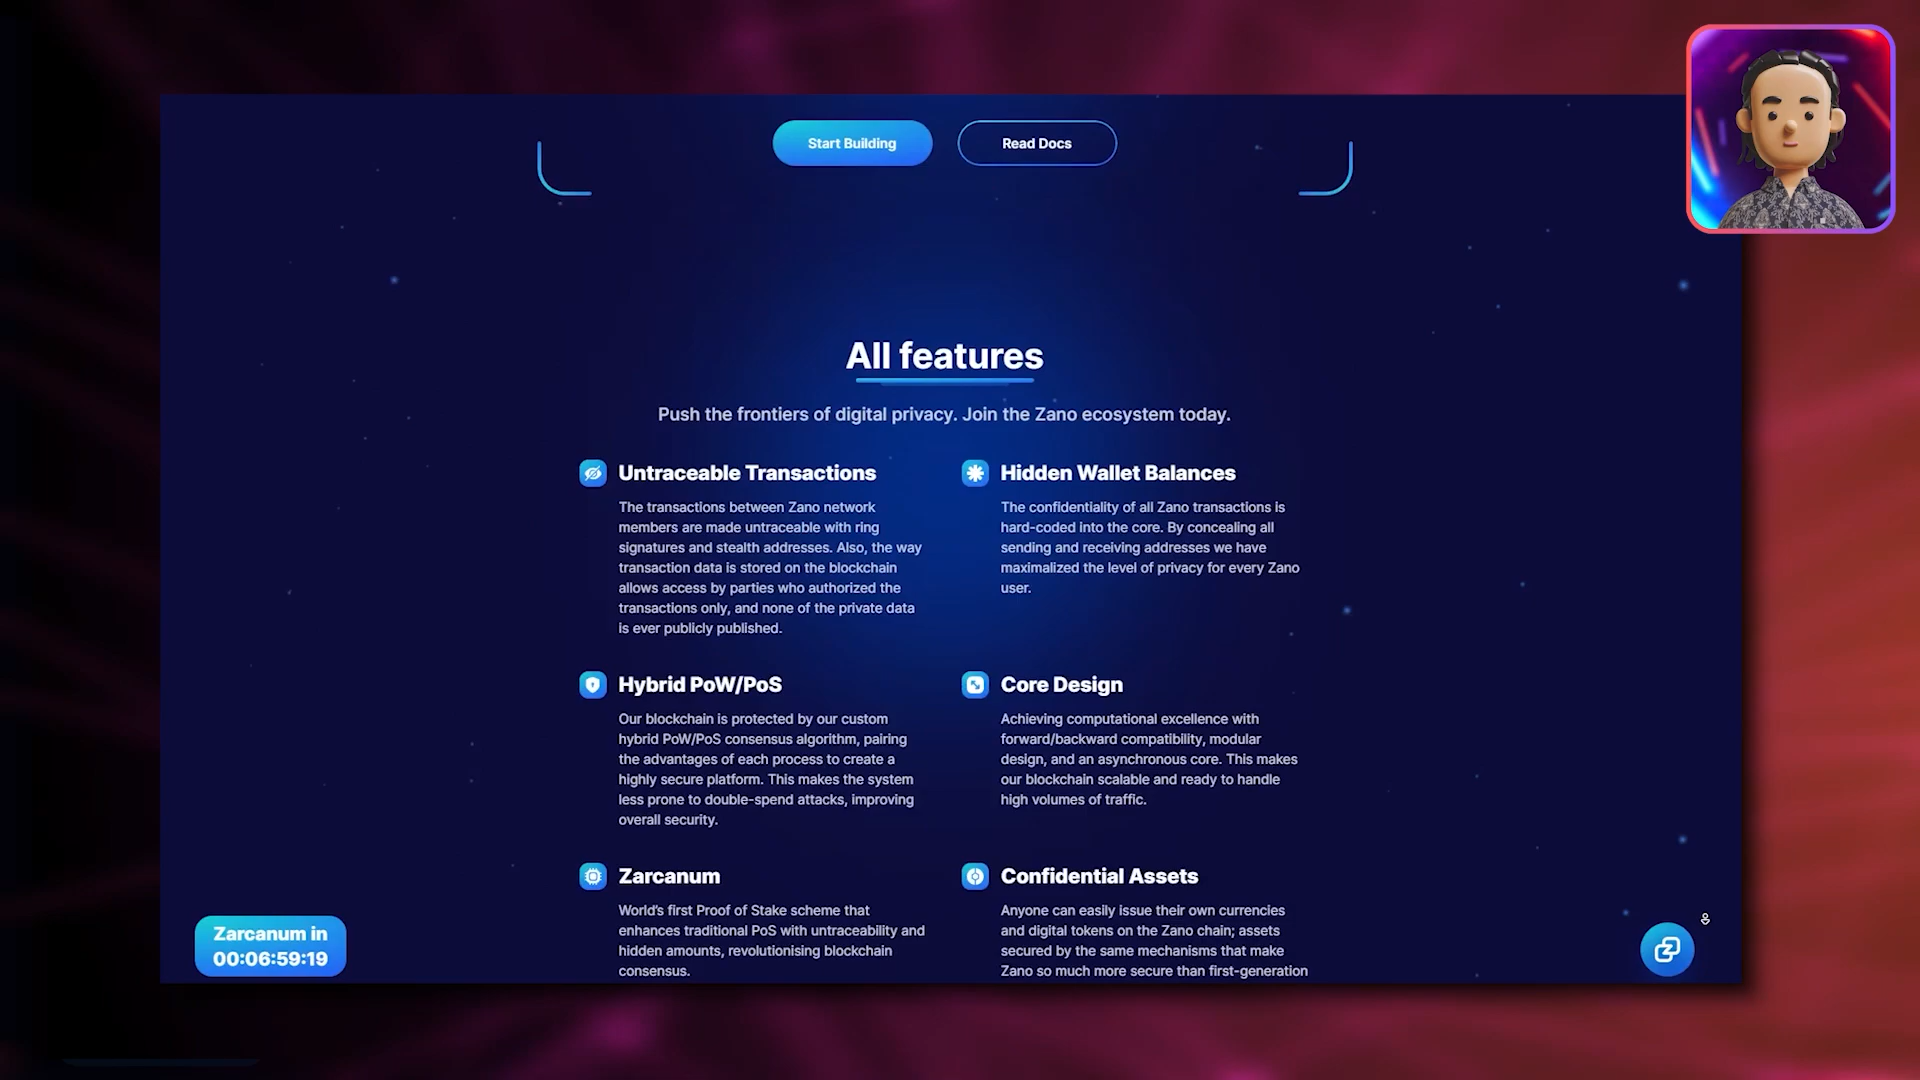 Start Building
Read Docs
All features
Push the frontiers of digital privacy. Join the Zano ecosystem today.
Untraceable Transactions
The transactions between Zano network
members are made untraceable with ring
signatures and stealth addresses. Also, the way
transaction data is stored on the blockchain
allows access by parties who authorized the
transactions only, and none of the private data
is ever publicly published.
Hidden Wallet Balances
The confidentiality of all Zano transactions is
hard-coded into the core. By concealing all
sending and receiving addresses we have
maximalized the level of privacy for every Zano
user.
Hybrid PoW/PoS
Our blockchain is protected by our custom
hybrid PoW/PoS consensus algorithm, pairing
the advantages of each process to create a
highly secure platform. This makes the system
less prone to double-spend attacks, improving
overall security.
Core Design
Achieving computational excellence with
forward/backward compatibility, modular
design, and an asynchronous core. This makes
our blockchain scalable and ready to handle
high volumes of traffic.
Zarcanum
World's first Proof of Stake scheme that
enhances traditional PoS with untraceability and
hidden amounts, revolutionising blockchain
consensus.
Confidential Assets
Anyone can easily issue their own currencies
and digital tokens on the Zano chain; assets
secured by the same mechanisms that make
Zano so much more secure than first-generation
Zarcanum in
00:06:59:19